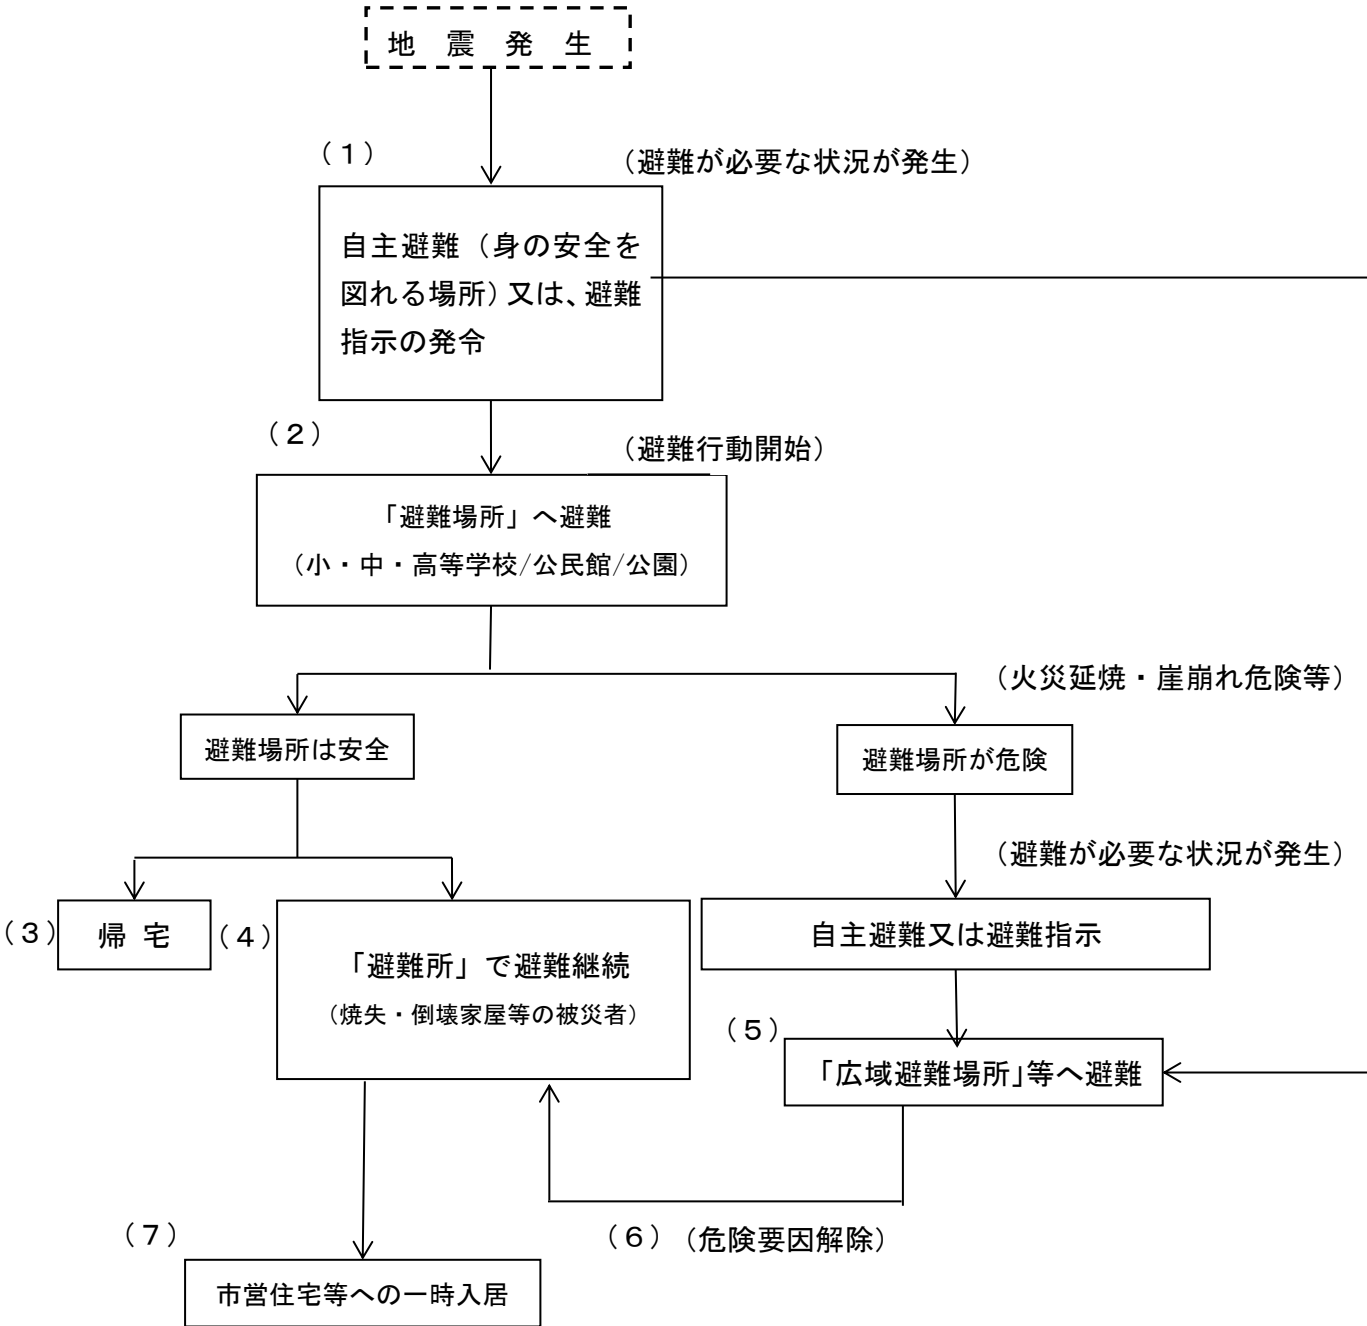 地 震 発 生
(1)
(避難が必要な状況が発生)
自主避難(身の安全を
図れる場所)又は、避難
指示の発令
(2)
(避難行動開始)
「避難場所」へ避難
(小・中・高等学校/公民館/公園)
(火災延焼・崖崩れ危険等)
避難場所は安全
避難場所が危険
(避難が必要な状況が発生)
(3)
帰 宅
(4)
「避難所」で避難継続
(焼失・倒壊家屋等の被災者)
自主避難又は避難指示
(5)
「広域避難場所」等へ避難
(6)(危険要因解除)
(7)
市営住宅等への一時入居